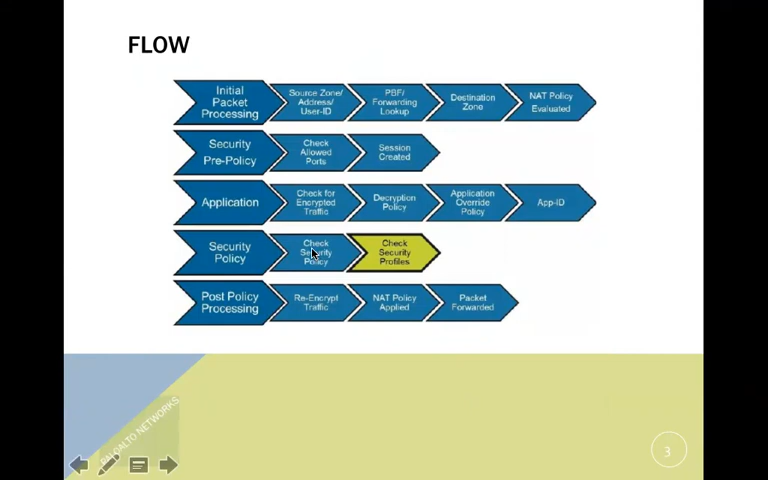 FLOW
Initial
Packet
Processing
Source Zone/
Address/
User-ID
PBF/
Forwarding
Lookup
Destination
Zone
NAT Policy
Evaluated
Security
Pre-Policy
Check
Allowed
Ports
Session
Created
Application
Check for
Encrypted
Traffic
Decryption
Policy
Application
Override
Policy
App-ID
Security
Policy
Check
Security
Policy
Check
Security
Profiles
Post Policy
Processing
Re-Encrypt
Traffic
NAT Policy
Applied
Packet
Forwarded
PALOALTO NETWORKS
3